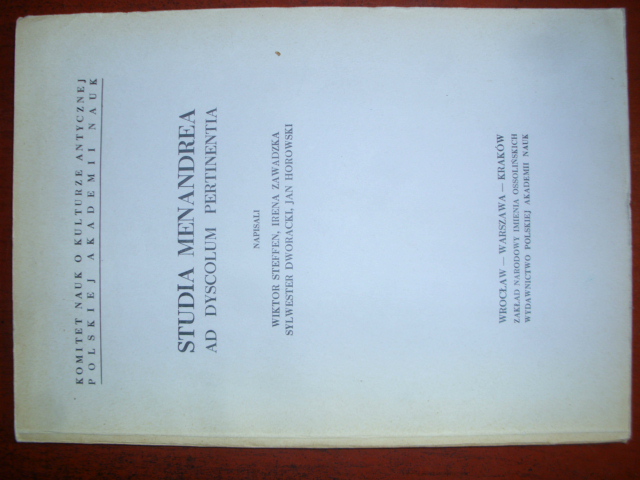 KOMITET NAUK O KULTURZE ANTYCZNEJ
POLSKIEJ AKADEMII NAUK
STUDIA MENANDREA
AD DYSCOLUM PERTINENTIA
NAPISALI
WIKTOR STEFFEN, IRENA ZAWADZKA
SYLWESTER DWORACKI, JAN HOROWSKI
WROCŁAW — WARSZAWA — KRAKÓW
ZAKŁAD NARODOWY IMIENIA OSSOLIŃSKICH
WYDAWNICTWO POLSKIEJ AKADEMII NAUK